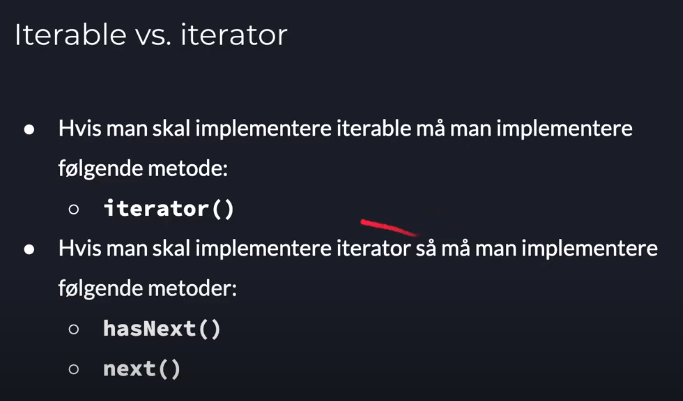 Iterable vs. iterator
● Hvis man skal implementere iterable må man implementere
følgende metode:
○ iterator()
● Hvis man skal implementere iterator så må man implementere
følgende metoder:
○ hasNext()
○ next()